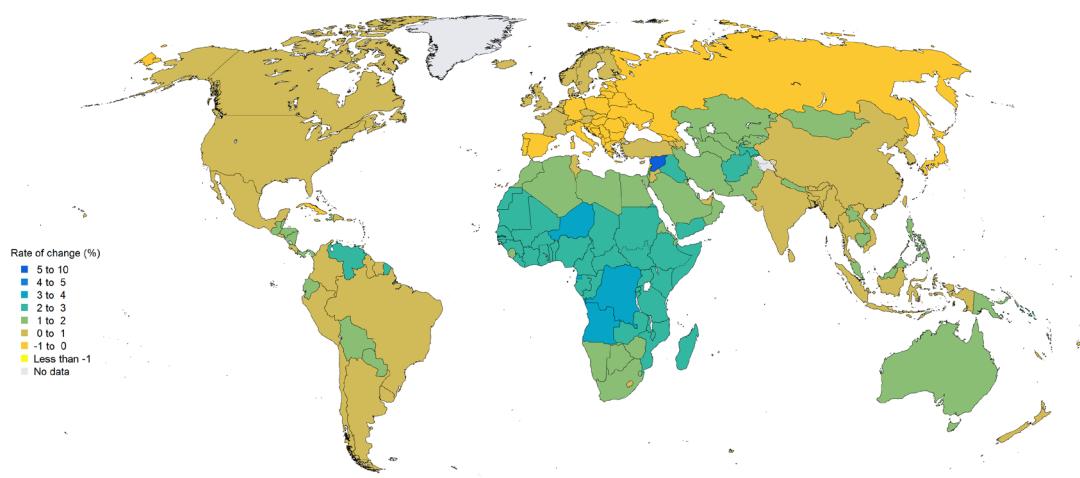 Rate of change (%)
5 to 10
4 to 5
3 to 4
2 to 3
1 to 2
0 to 1
-1 to 0
Less than -1
No data